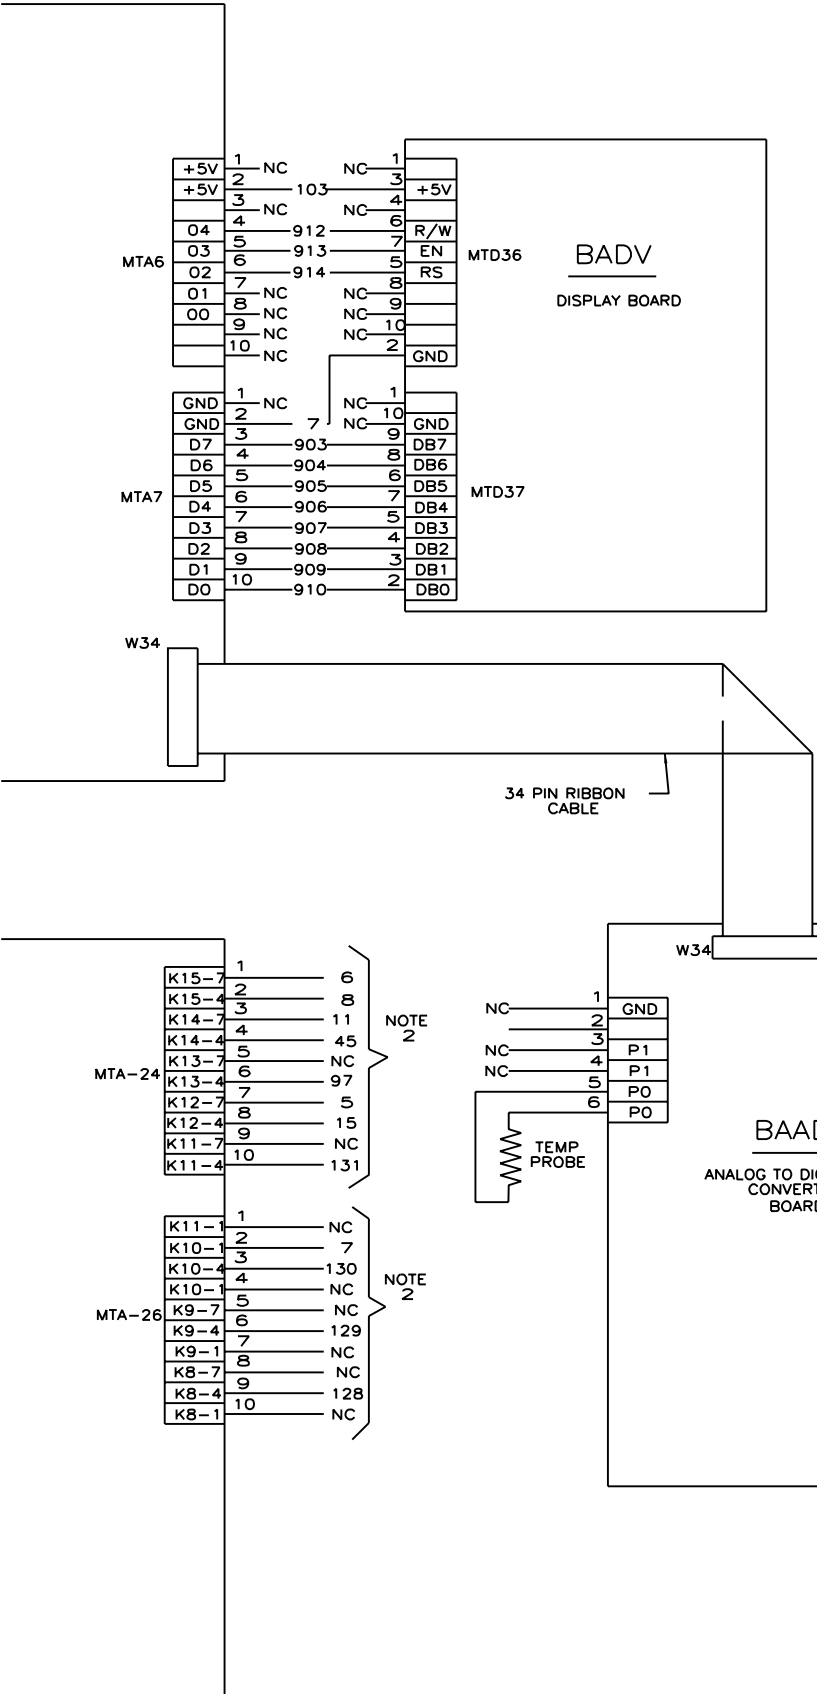 1 1
+5V NC NC
2 3
+5V 103 +5V
3 4
NC NC
4 6
04 912 R/W
5 7
03 913 EN
MTA6 MTD36 BADV
6 5
02 914 RS
7 8
01 NC NC
DISPLAY BOARD
8 9
00 NC NC
9 10
NC NC
10 2
NC GND
1 1
GND NC NC
2 10
GND 7 NC GND
3 9
D7 903 DB7
4 8
D6 904 DB6
5 6
D5 905 DB5
MTA7 MTD37
6 7
D4 906 DB4
7 5
D3 907 DB3
8 4
D2 908 DB2
9 3
D1 909 DB1
10 2
D0 910 DB0
W34
34 PIN RIBBON
CABLE
W34
MTA-24
1
K15-7 6
2
K15-4 8
3
K14-7 11
4
K14-4 45
5
K13-7 NC
6
K13-4 97
7
K12-7 5
8
K12-4 15
9
K11-7 NC
10
K11-4 131
NOTE
2
1
NC GND
2
3
NC P1
4
NC P1
5
P0
6
P0
TEMP
PROBE
BAAD
ANALOG TO DIG
CONVERT
BOARD
MTA-26
1
K11-1 NC
2
K10-1 7
3
K10-4 130
4
K10-1 NC
5
K9-7 NC
6
K9-4 129
7
K9-1 NC
8
K8-7 NC
9
K8-4 128
10
K8-1 NC
NOTE
2